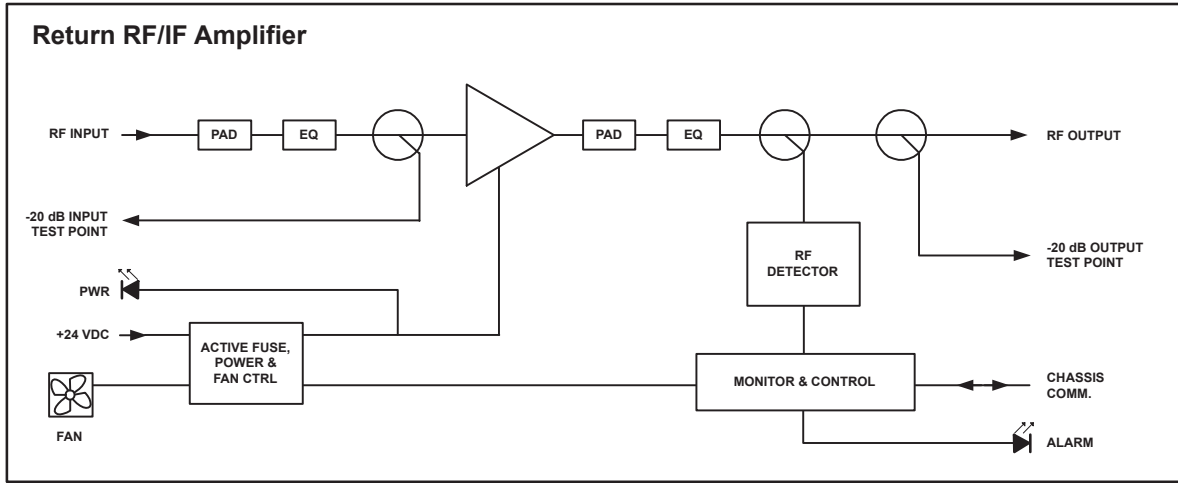 Return RF/IF Amplifier
RF INPUT
PAD
EQ
PAD
EQ
RF OUTPUT
-20 dB INPUT
TEST POINT
RF
DETECTOR
-20 dB OUTPUT
TEST POINT
PWR
+24 VDC
ACTIVE FUSE,
POWER &
FAN CTRL
MONITOR & CONTROL
CHASSIS
COMM.
FAN
ALARM